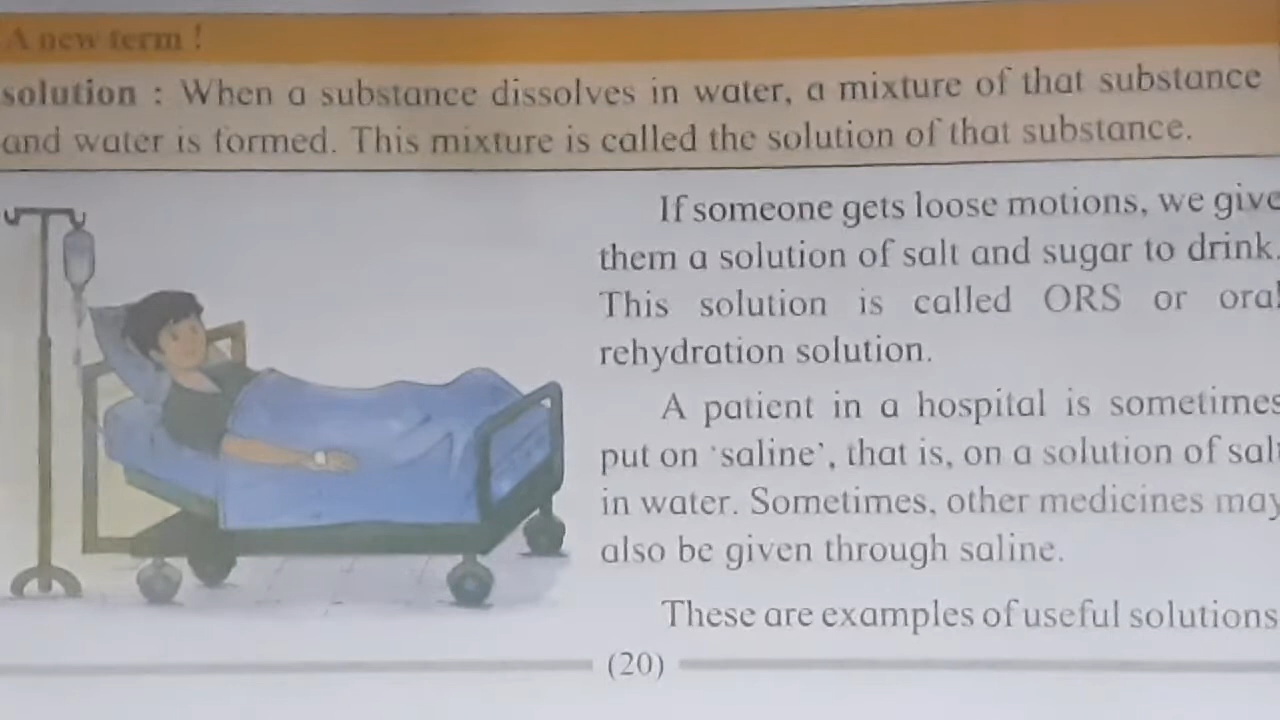 A new term !
solution : When a substance dissolves in water, a mixture of that substance
and water is formed. This mixture is called the solution of that substance.
If someone gets loose motions, we give
them a solution of salt and sugar to drink.
This solution is called ORS or oral
rehydration solution.
A patient in a hospital is sometimes
put on 'saline', that is, on a solution of salt
in water. Sometimes, other medicines may
also be given through saline.
These are examples of useful solutions
(20)